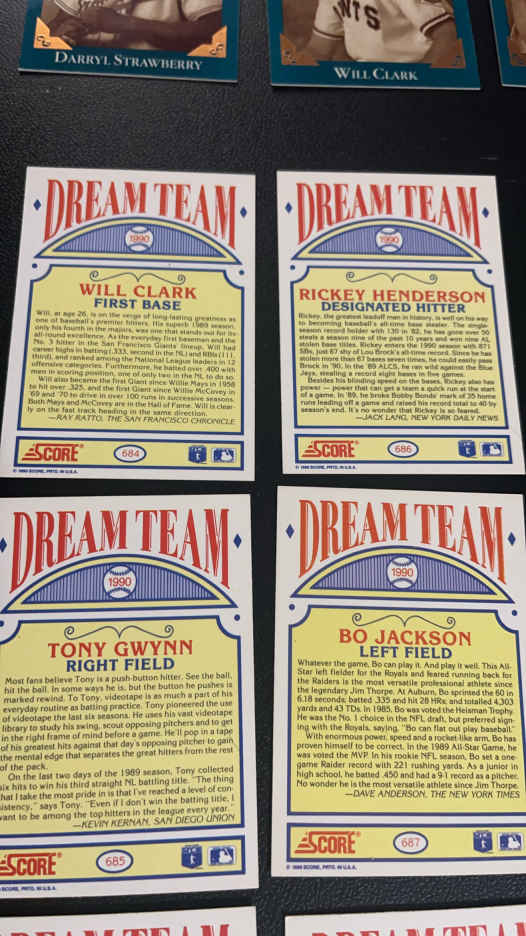 DARRYL STRAWBERRY
NTS
WILL CLARK
DREAM TEAM
1990
WILL CLARK
FIRST BASE
Will, at age 26, is on the verge of long-lasting greatness as
one of baseball's premier hitters. His superb 1989 season,
only his fourth in the majors, was one that stands out for its
all-round excellence. As the everyday first baseman and the
No. 3 hitter in the San Francisco Giants' lineup, Will had
career highs in batting (.333, second in the NL) and RBIs (111,
third), and ranked among the National League leaders in 12
offensive categories. Furthermore, he batted over .400 with
men in scoring position, one of only two in the NL to do so.
Will also became the first Giant since Willie Mays in 1958
to hit over .325, and the first Giant since Willie McCovey in
'69 and '70 to drive in over 100 runs in successive seasons.
Both Mays and McCovey are in the Hall of Fame. Will is clear-
ly on the fast track heading in the same direction.
—RAY RATTO, THE SAN FRANCISCO CHRONICLE
SCORE
684
© 1990 SCORE, PRTD. IN U.S.A.
DREAM TEAM
1990
RICKEY HENDERSON
DESIGNATED HITTER
Rickey, the greatest leadoff man in history, is well on his way
to becoming baseball's all-time base stealer. The single-
season record holder with 130 in '82, he has gone over 50
steals a season nine of the past 10 years and won nine AL
stolen base titles. Rickey enters the 1990 season with 871
SBs, just 67 shy of Lou Brock's all-time record. Since he has
stolen more than 67 bases seven times, he could easily pass
Brock in '90. In the '89 ALCS, he ran wild against the Blue
Jays, stealing a record eight bases in five games.
Besides his blinding speed on the bases, Rickey also has
power — power that can get a team a quick run at the start
of a game. In '89, he broke Bobby Bonds' mark of 35 home
runs leading off a game and raised his record total to 40 by
season's end. It's no wonder that Rickey is so feared.
—JACK LANG, NEW YORK DAILY NEWS
SCORE
686
© 1990 SCORE, PRTD. IN U.S.A.
DREAM TEAM
1990
TONY GWYNN
RIGHT FIELD
Most fans believe Tony is a push-button hitter. See the ball,
hit the ball. In some ways he is, but the button he pushes is
marked rewind. To Tony, videotape is as much a part of his
everyday routine as batting practice. Tony pioneered the use
of videotape the last six seasons. He uses his vast videotape
library to study his swing, scout opposing pitchers and to get
in the right frame of mind before a game. He'll pop in a tape
of his greatest hits against that day's opposing pitcher to gain
the mental edge that separates the great hitters from the rest
of the pack.
On the last two days of the 1989 season, Tony collected
six hits to win his third straight NL batting title. "The thing
that I take the most pride in is that I've reached a level of con-
sistency," says Tony. "Even if I don't win the batting title, I
want to be among the top hitters in the league every year."
—KEVIN KERNAN, SAN DIEGO UNION
SCORE
685
SCORE, PRTD. IN U.S.A.
DREAM TEAM
1990
BO JACKSON
LEFT FIELD
Whatever the game, Bo can play it. And play it well. This All-
Star left fielder for the Royals and feared running back for
the Raiders is the most versatile professional athlete since
the legendary Jim Thorpe. At Auburn, Bo sprinted the 60 in
6.18 seconds, batted .335 and hit 28 HRs, and totalled 4,303
yards and 43 TDs. In 1985, Bo was voted the Heisman Trophy.
He was the No. 1 choice in the NFL draft, but preferred sign-
ing with the Royals, saying, "Bo can flat out play baseball."
With enormous power, speed and a rocket-like arm, Bo has
proven himself to be correct. In the 1989 All-Star Game, he
was voted the MVP. In his rookie NFL season, Bo set a one-
game Raider record with 221 rushing yards. As a junior in
high school, he batted .450 and had a 9-1 record as a pitcher.
No wonder he is the most versatile athlete since Jim Thorpe.
—DAVE ANDERSON, THE NEW YORK TIMES
SCORE
687
© 1990 SCORE, PRTD. IN U.S.A.